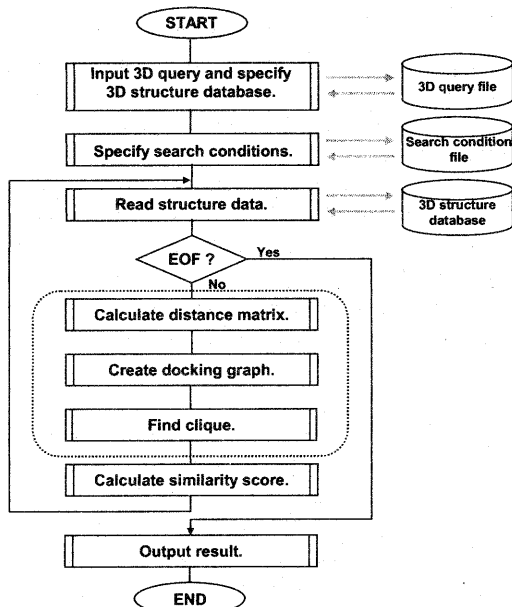 START
Input 3D query and specify
3D structure database.
3D query file
Specify search conditions.
Search condition
file
Read structure data.
3D structure
database
EOF ?
Yes
No
Calculate distance matrix.
Create docking graph.
Find clique.
Calculate similarity score.
Output result.
END